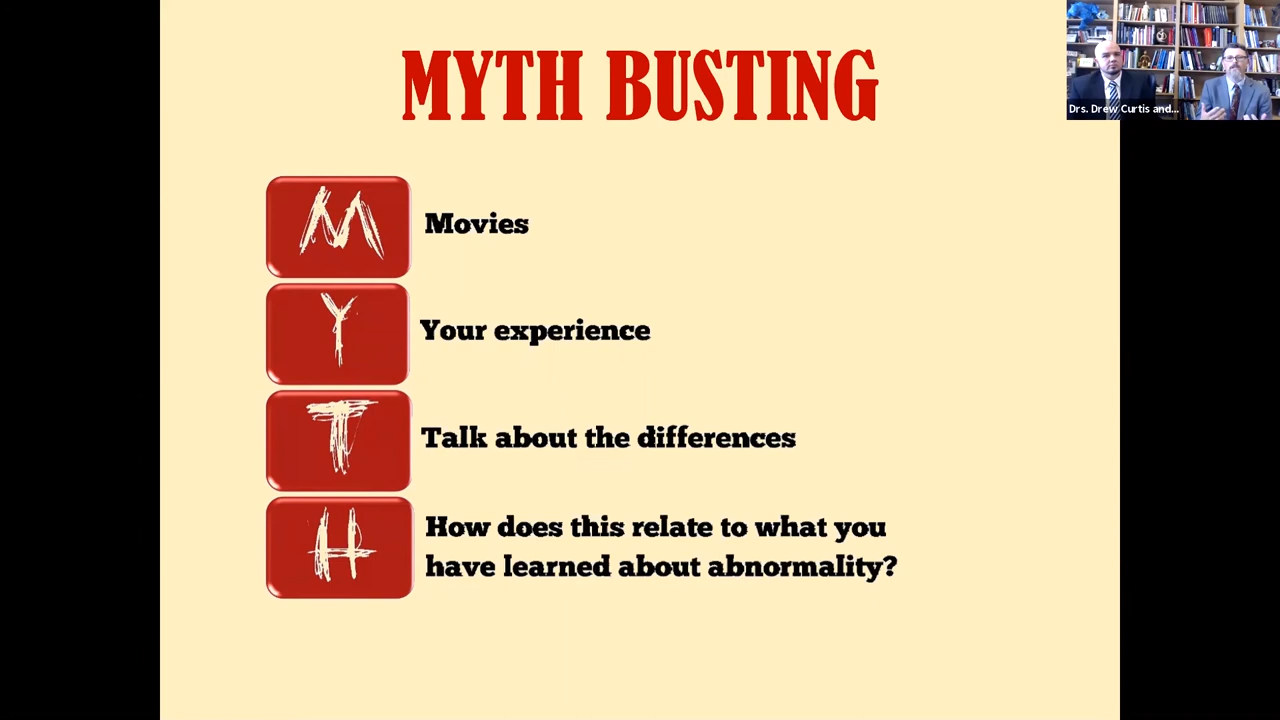 MYTH BUSTING
Drs. Drew Curtis and...
M Movies
Y Your experience
T Talk about the differences
H How does this relate to what you
have learned about abnormality?